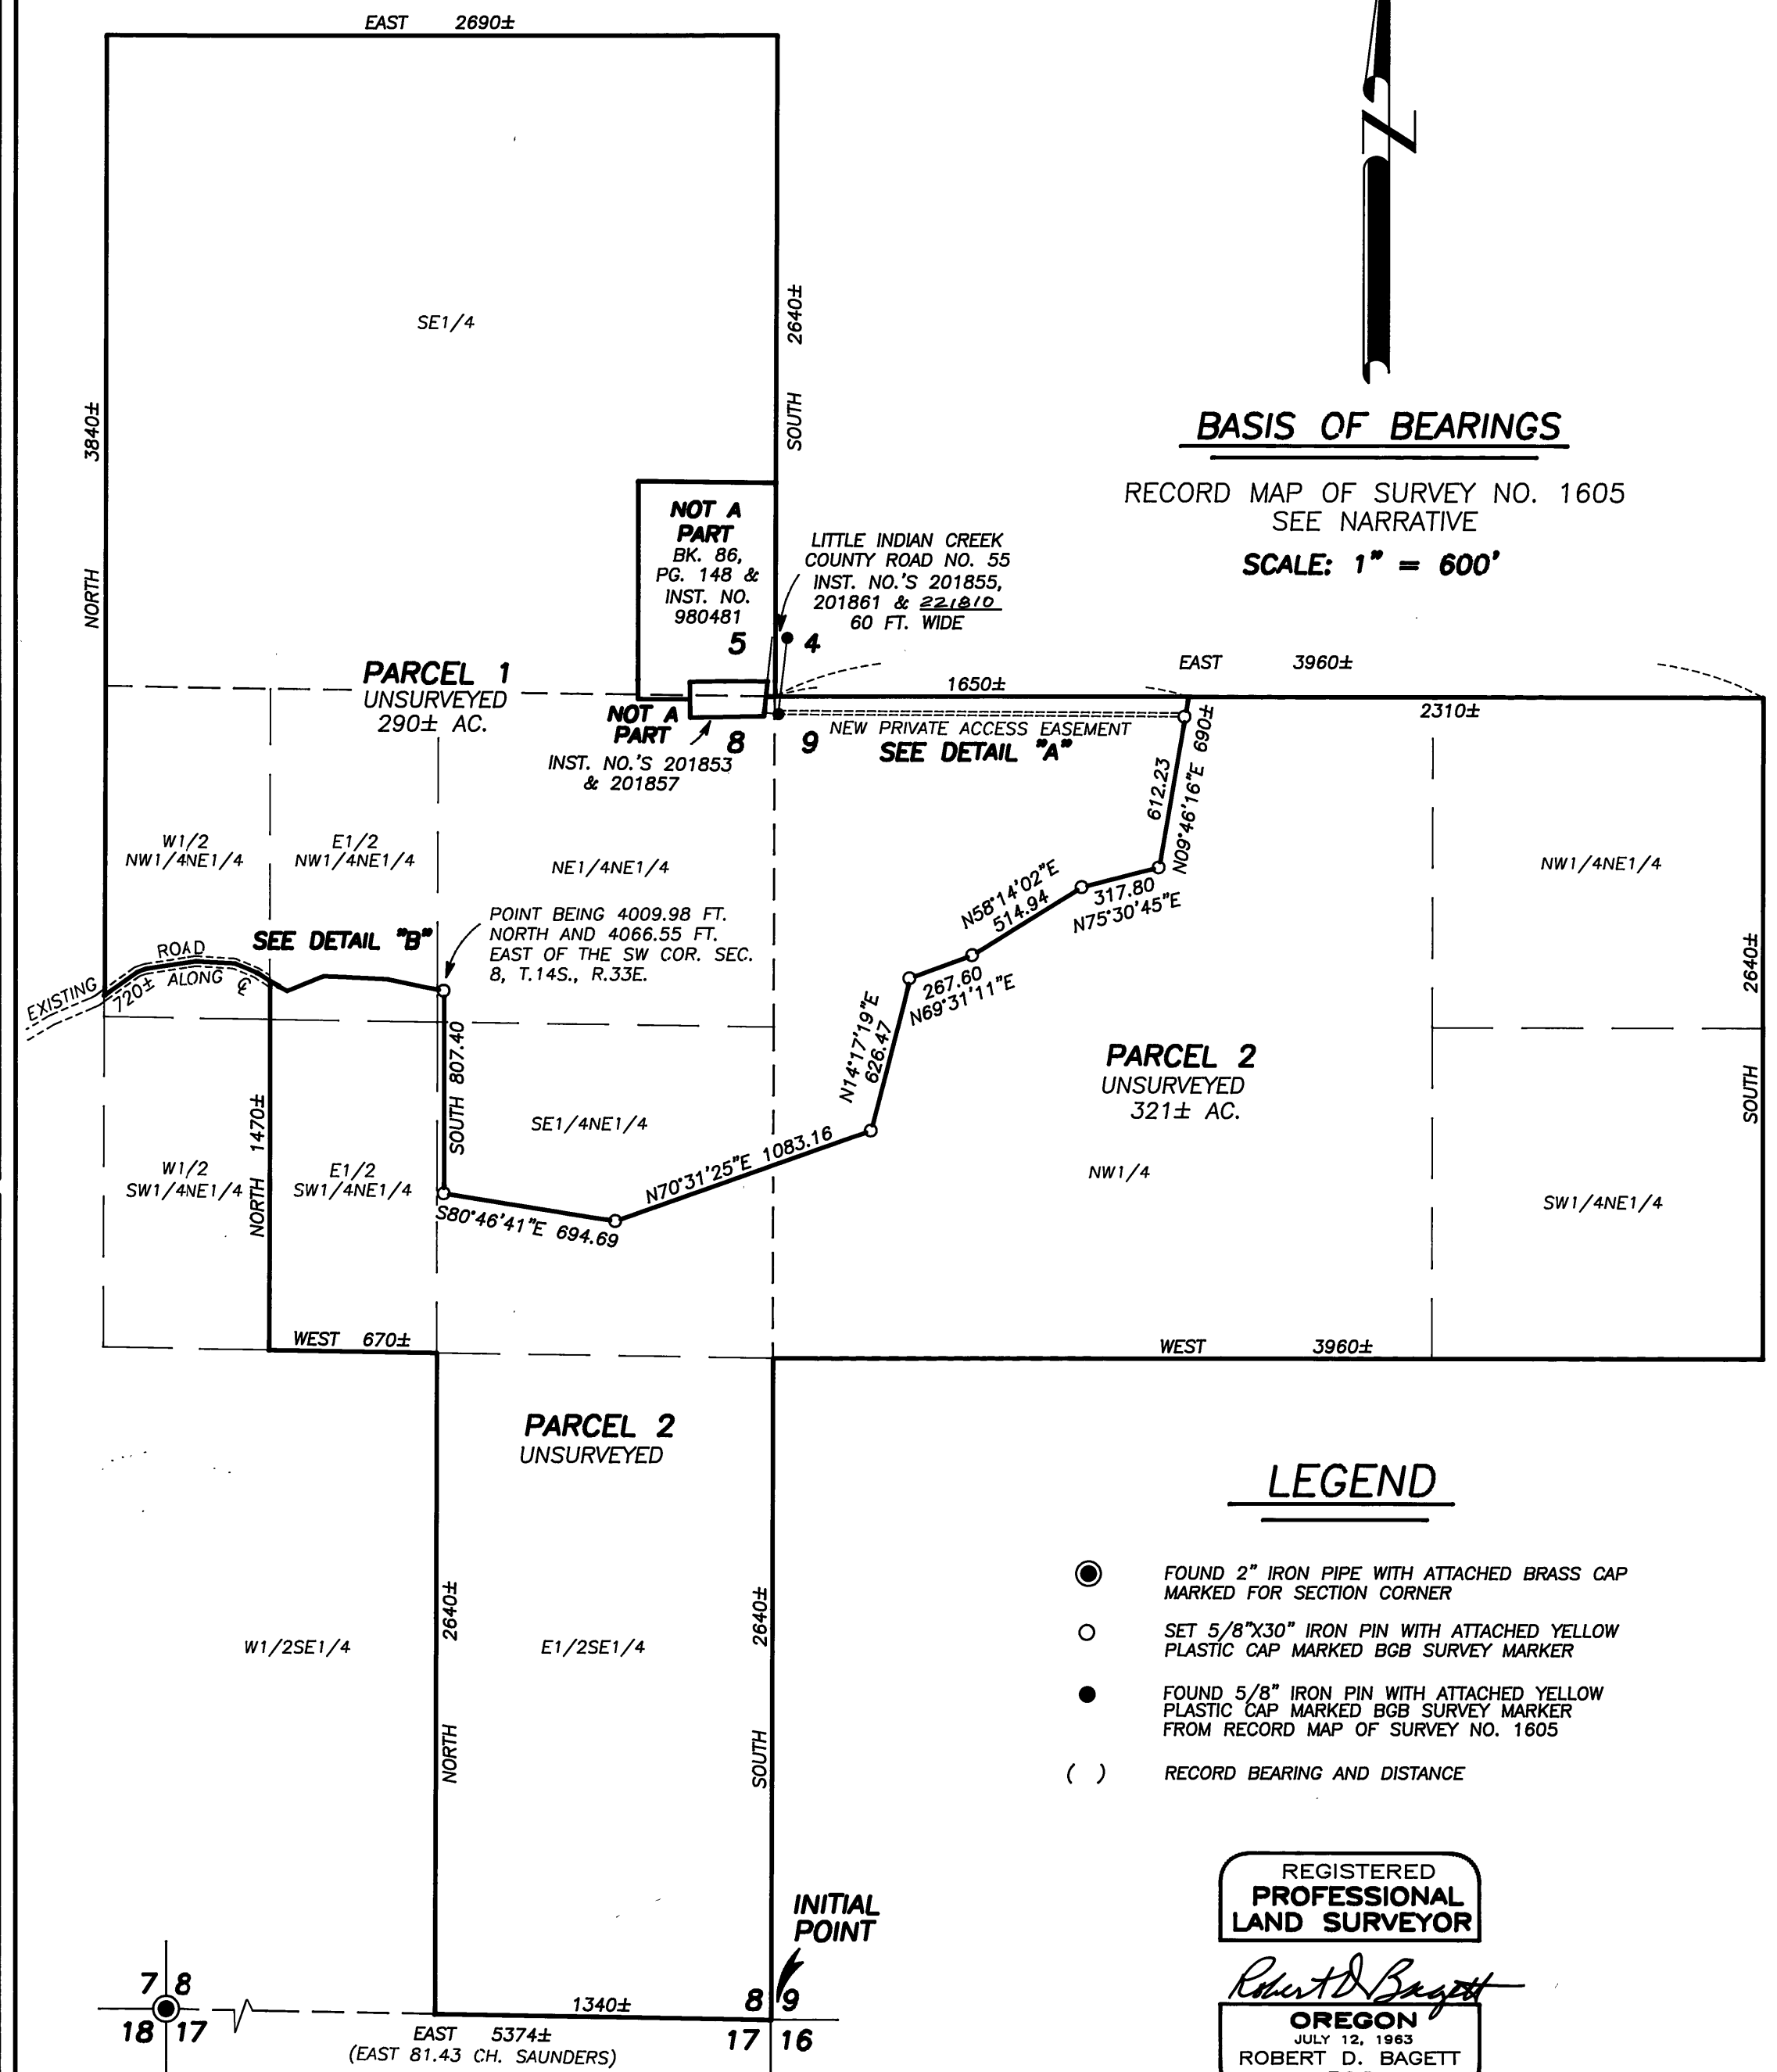 EAST 2690±
SE1/4
SOUTH 2640±
NORTH 3840±
BASIS OF BEARINGS
RECORD MAP OF SURVEY NO. 1605
SEE NARRATIVE
SCALE: 1" = 600'
NOT A
PART
BK. 86,
PG. 148 &
INST. NO.
980481
LITTLE INDIAN CREEK
COUNTY ROAD NO. 55
INST. NO.'S 201855,
201861 & 221810
60 FT. WIDE
5
4
PARCEL 1
UNSURVEYED
290± AC.
EAST 3960±
1650±
2310±
NOT A
PART
INST. NO.'S 201853
& 201857
8
9
NEW PRIVATE ACCESS EASEMENT
SEE DETAIL "A"
612.23
N09°46'16"E 690±
W1/2
NW1/4NE1/4
E1/2
NW1/4NE1/4
NE1/4NE1/4
NW1/4NE1/4
N58°14'02"E
514.94
317.80
N75°30'45"E
POINT BEING 4009.98 FT.
NORTH AND 4066.55 FT.
EAST OF THE SW COR. SEC.
8, T.14S., R.33E.
SEE DETAIL "B"
EXISTING
ROAD
720± ALONG ℄
267.60
N69°31'11"E
N14°17'19"E
626.47
SOUTH 807.40
PARCEL 2
UNSURVEYED
321± AC.
SOUTH 2640±
NORTH 1470±
SE1/4NE1/4
W1/2
SW1/4NE1/4
E1/2
SW1/4NE1/4
N70°31'25"E 1083.16
S80°46'41"E 694.69
NW1/4
SW1/4NE1/4
WEST 670±
WEST 3960±
PARCEL 2
UNSURVEYED
LEGEND
FOUND 2" IRON PIPE WITH ATTACHED BRASS CAP
MARKED FOR SECTION CORNER
SET 5/8"X30" IRON PIN WITH ATTACHED YELLOW
PLASTIC CAP MARKED BGB SURVEY MARKER
FOUND 5/8" IRON PIN WITH ATTACHED YELLOW
PLASTIC CAP MARKED BGB SURVEY MARKER
FROM RECORD MAP OF SURVEY NO. 1605
( ) RECORD BEARING AND DISTANCE
W1/2SE1/4
NORTH 2640±
E1/2SE1/4
SOUTH 2640±
INITIAL
POINT
7 8
18 17
1340±
8 9
17 16
EAST 5374±
(EAST 81.43 CH. SAUNDERS)
REGISTERED
PROFESSIONAL
LAND SURVEYOR
Robert D Bagett
OREGON
JULY 12, 1963
ROBERT D. BAGETT